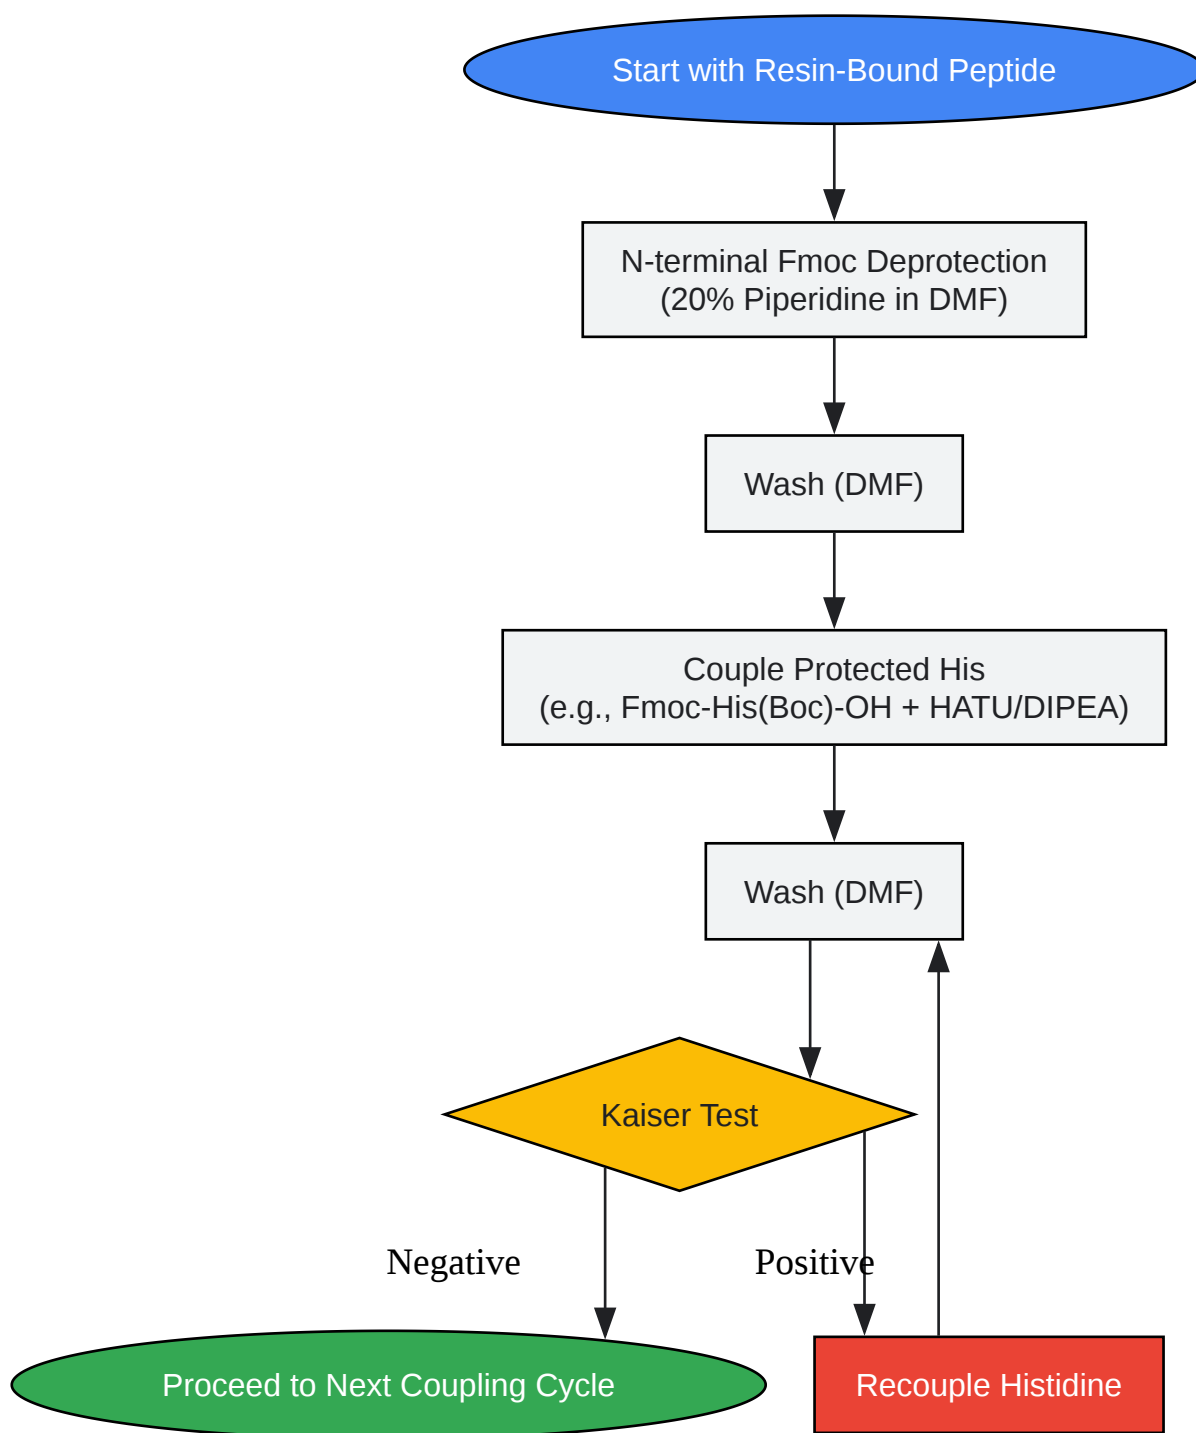 Start with Resin-Bound Peptide
N-terminal Fmoc Deprotection
(20% Piperidine in DMF)
Wash (DMF)
Couple Protected His
(e.g., Fmoc-His(Boc)-OH + HATU/DIPEA)
Wash (DMF)
Kaiser Test
Negative
Positive
Proceed to Next Coupling Cycle
Recouple Histidine